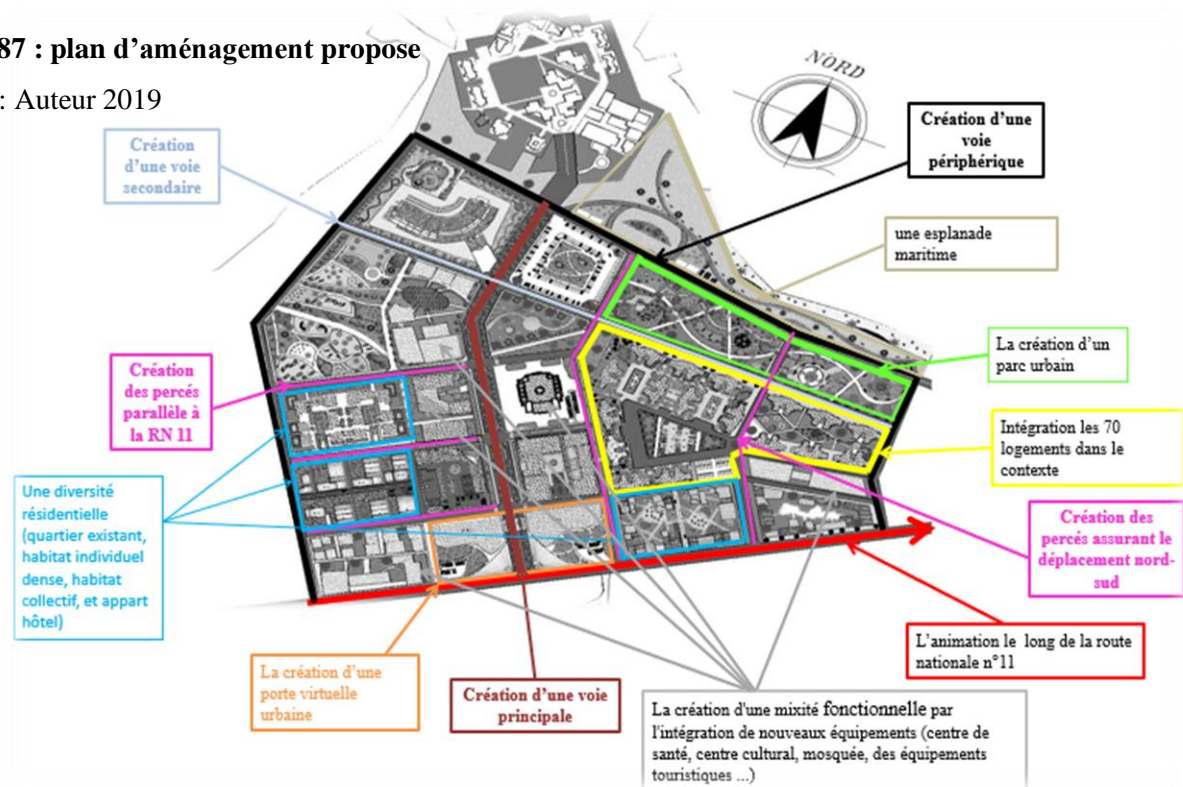 87 : plan d’aménagement propose
: Auteur 2019
NORD
Création
d’une voie
secondaire
Création d’une
voie
périphérique
une esplanade
maritime
La création d’un
parc urbain
Création
des percés
parallèle à
la RN 11
Intégration les 70
logements dans le
contexte
Une diversité
résidentielle
(quartier existant,
habitat individuel
dense, habitat
collectif, et appart
hôtel)
Création des
percés assurant le
déplacement nord-
sud
L’animation le long de la route
nationale n°11
La création d’une
porte virtuelle
urbaine
Création d’une voie
principale
La création d'une mixité fonctionnelle par
l'intégration de nouveaux équipements (centre de
santé, centre cultural, mosquée, des équipements
touristiques ...)